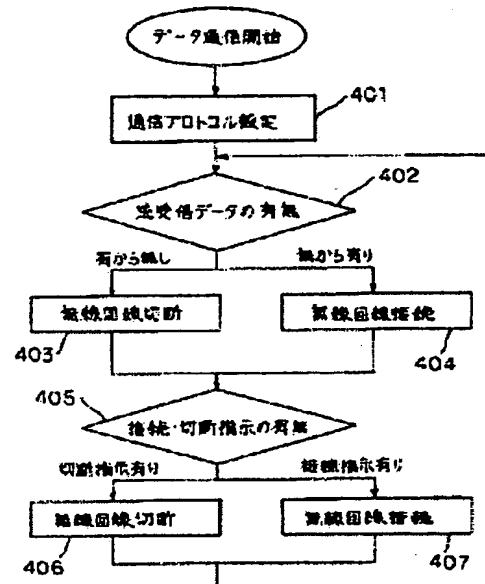 データ通信開始
401
通信プロトコル設定
402
送受信データの有無
有から無し
無から有り
無線回線切断
無線回線接続
403
404
405
接続・切断指示の有無
切断指示有り
接続指示有り
無線回線切断
無線回線接続
406
407